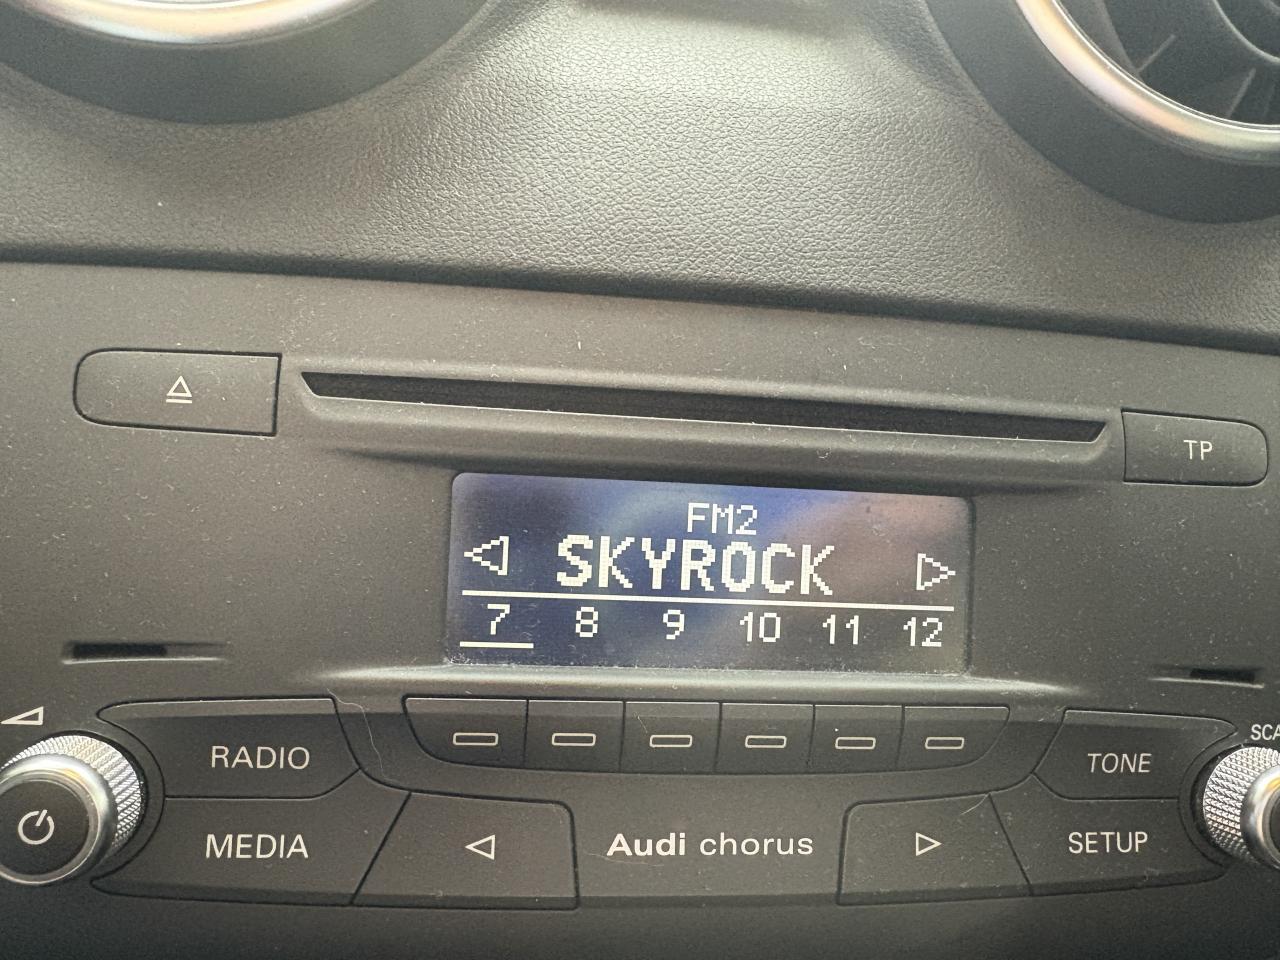 TP
FM2
SKYROCK
7 8 9 10 11 12
RADIO
TONE
MEDIA
Audi chorus
SETUP